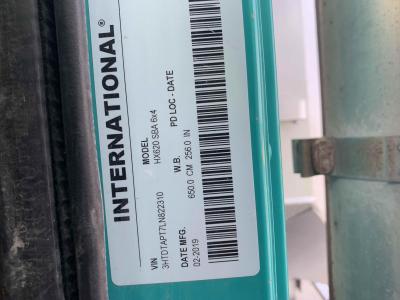 INTERNATIONAL®
VIN
3HTDTAPT7LN822310
MODEL
HX620 SBA 6x4
DATE MFG.
02-2019
W.B.
650.0 CM 256.0 IN
PD LOC - DATE